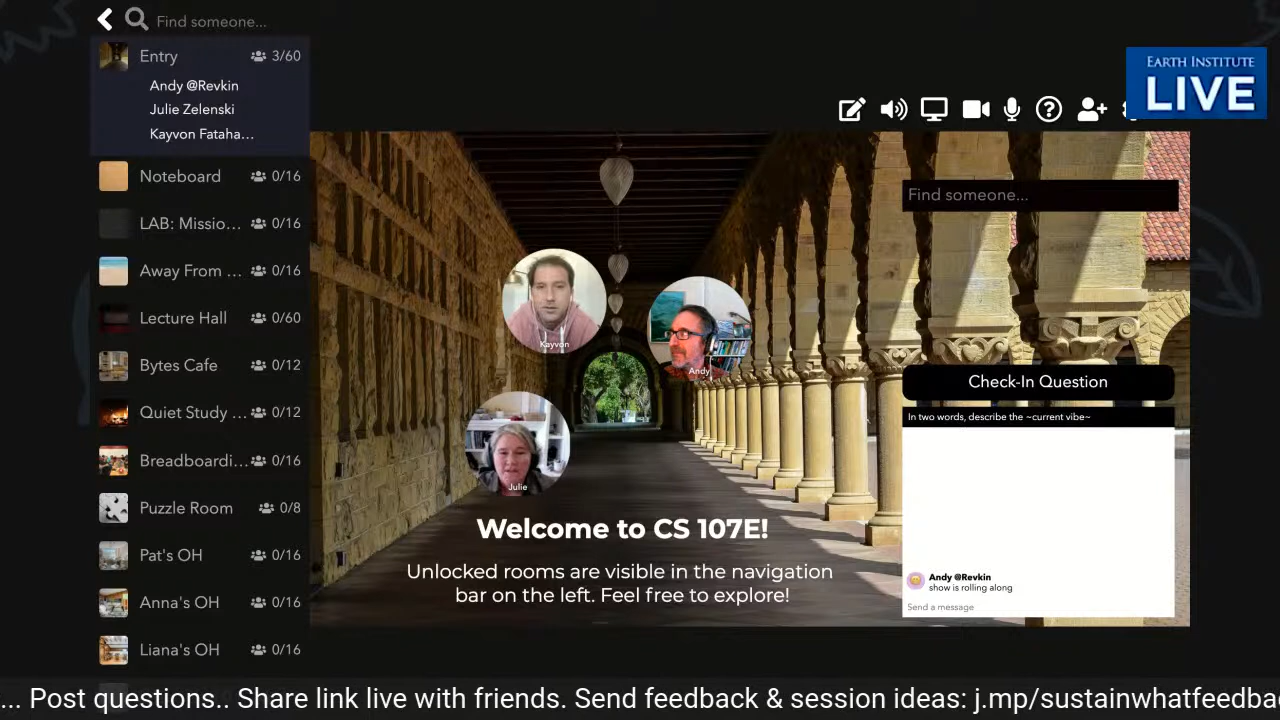 Find someone...
Entry 3/60
Andy @Revkin
Julie Zelenski
Kayvon Fataha...
Noteboard 0/16
LAB: Missio... 0/16
Away From ... 0/16
Lecture Hall 0/60
Bytes Cafe 0/12
Quiet Study ... 0/12
Breadboardi... 0/16
Puzzle Room 0/8
Pat's OH 0/16
Anna's OH 0/16
Liana's OH 0/16
EARTH INSTITUTE
LIVE
Find someone...
Kayvon
Andy
Julie
Check-In Question
In two words, describe the ~current vibe~
Welcome to CS 107E!
Unlocked rooms are visible in the navigation
bar on the left. Feel free to explore!
Andy @Revkin
show is rolling along
Send a message
... Post questions.. Share link live with friends. Send feedback & session ideas: j.mp/sustainwhatfeedba